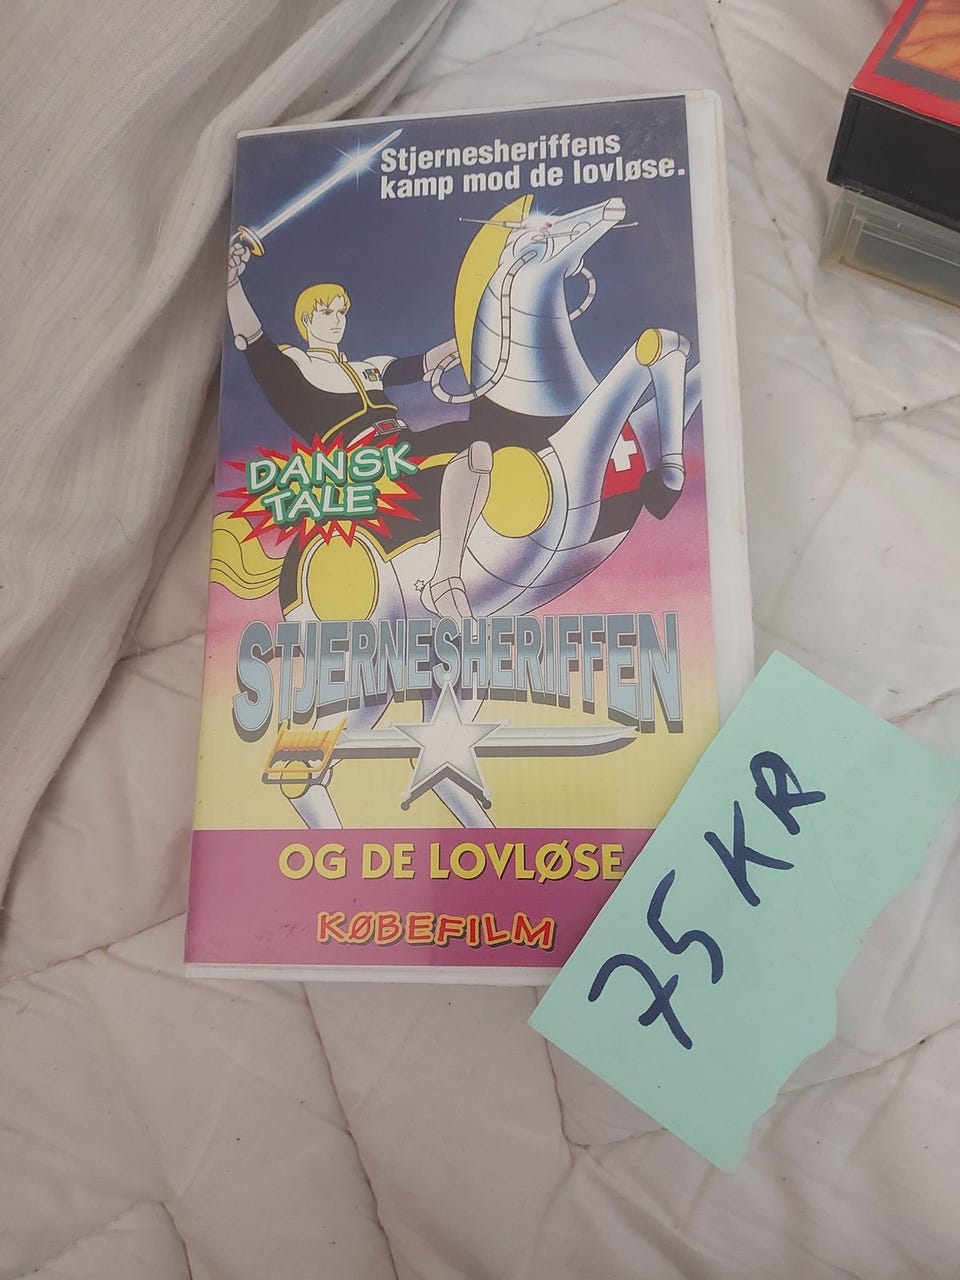 Stjernesheriffens
kamp mod de lovløse.
DANSK
TALE
STJERNESHERIFFEN
OG DE LOVLØSE
KØBEFILM
75 KR